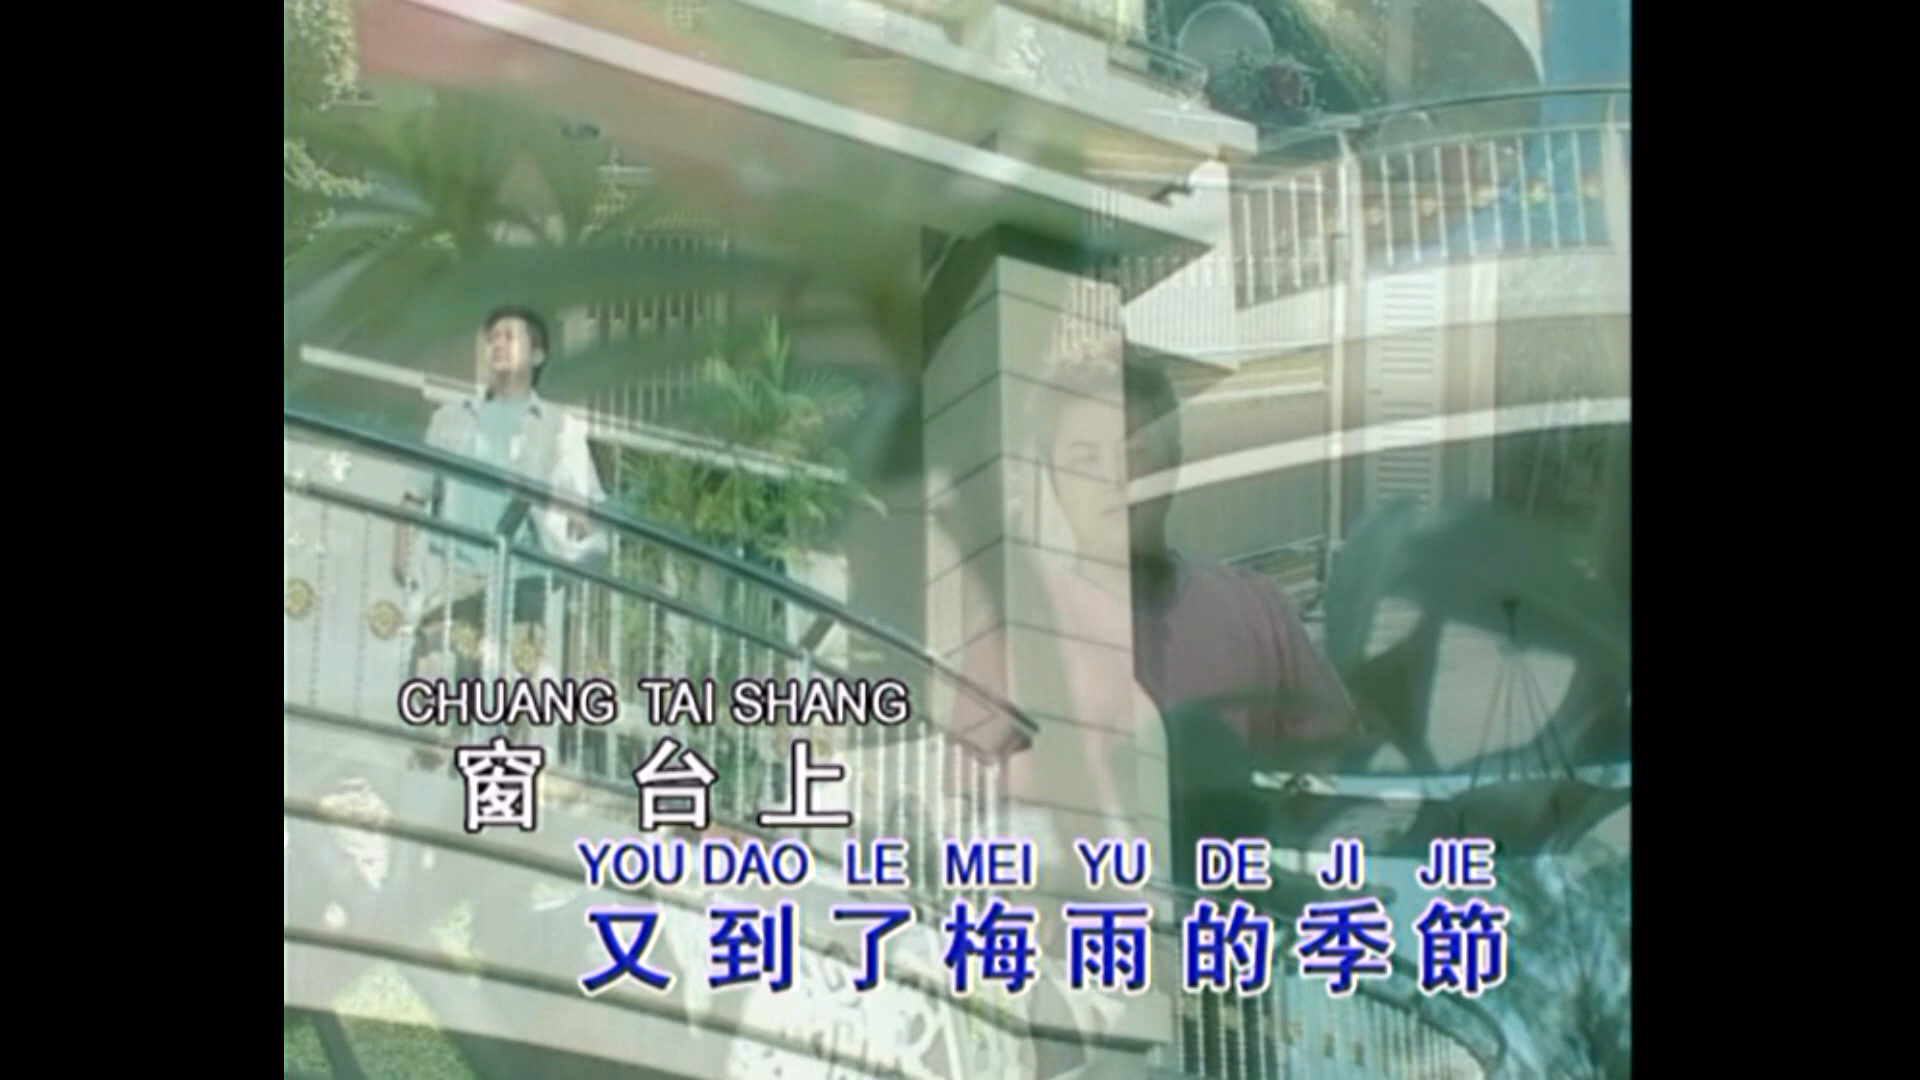 CHUANG TAI SHANG
窗 台 上
YOU DAO LE MEI YU DE JI JIE
又 到 了 梅 雨 的 季 節